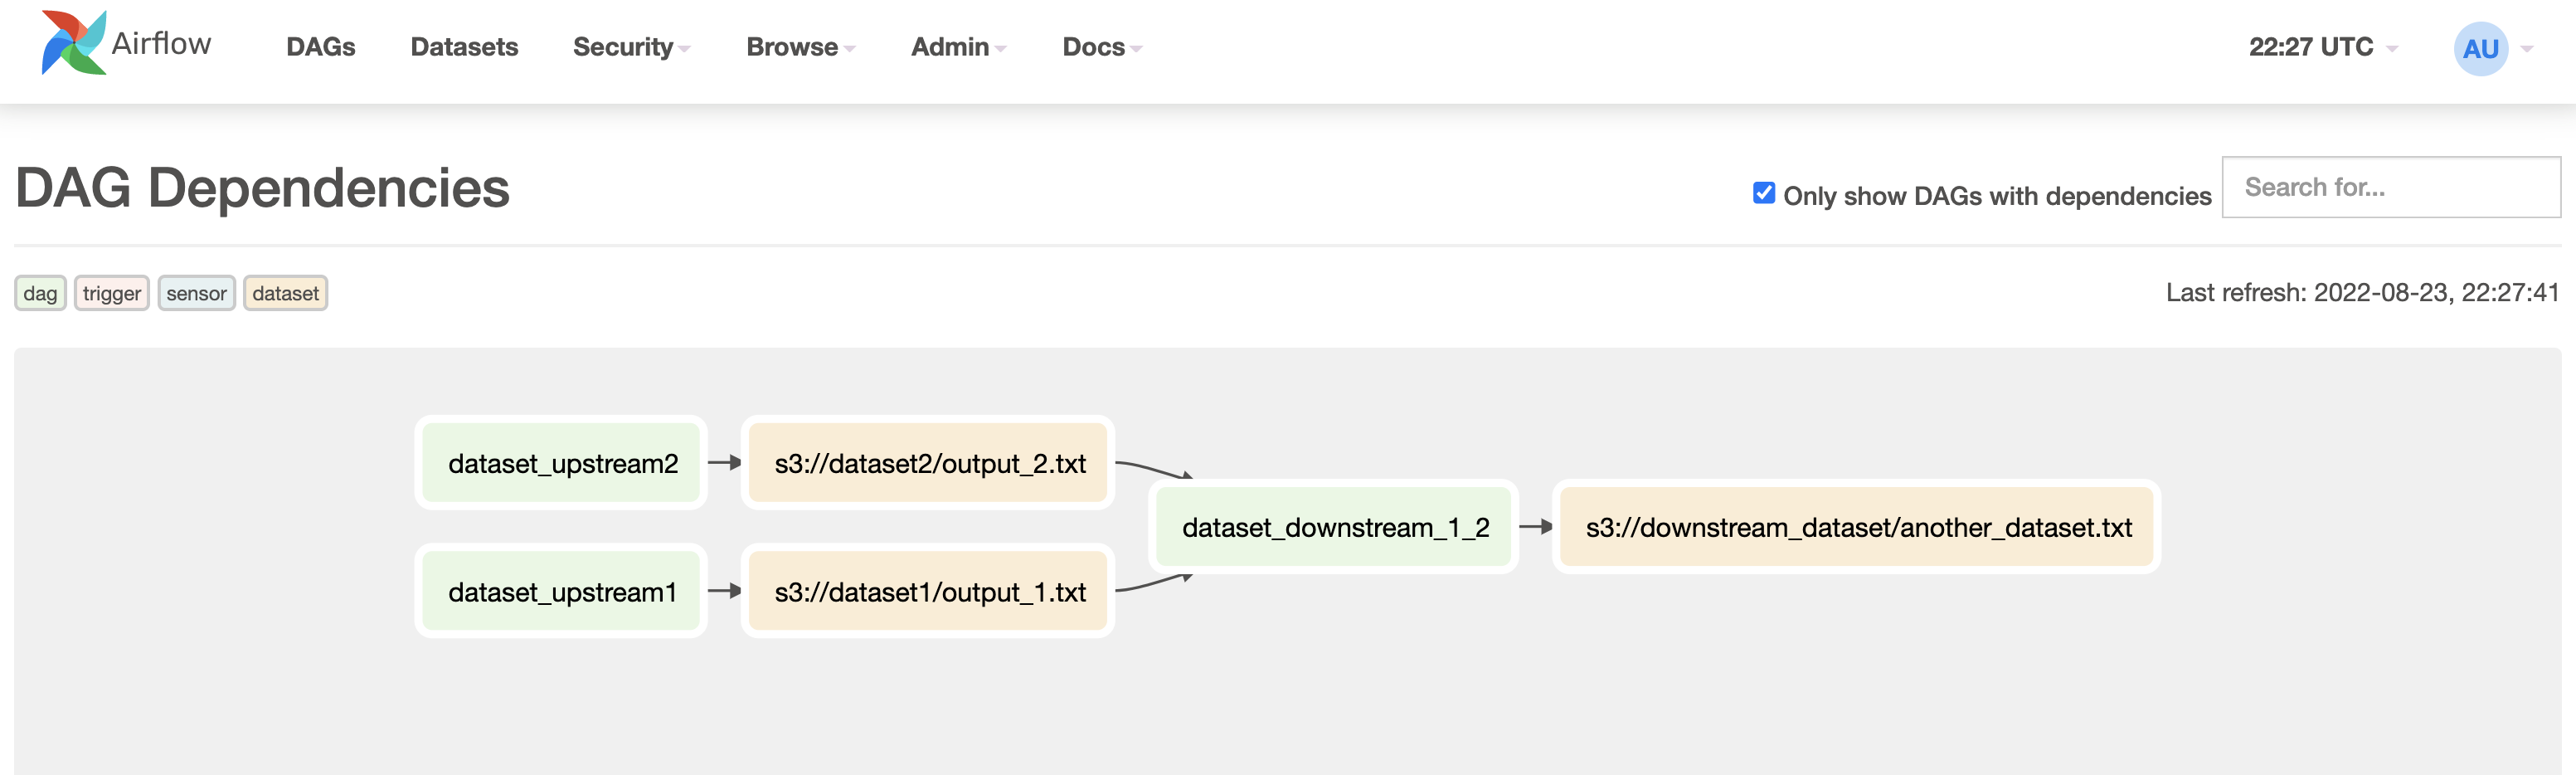 Airflow DAGs Datasets Security Browse Admin Docs 22:27 UTC AU
DAG Dependencies Only show DAGs with dependencies Search for...
dag trigger sensor dataset Last refresh: 2022-08-23, 22:27:41
dataset_upstream2 s3://dataset2/output_2.txt
dataset_downstream_1_2 s3://downstream_dataset/another_dataset.txt
dataset_upstream1 s3://dataset1/output_1.txt